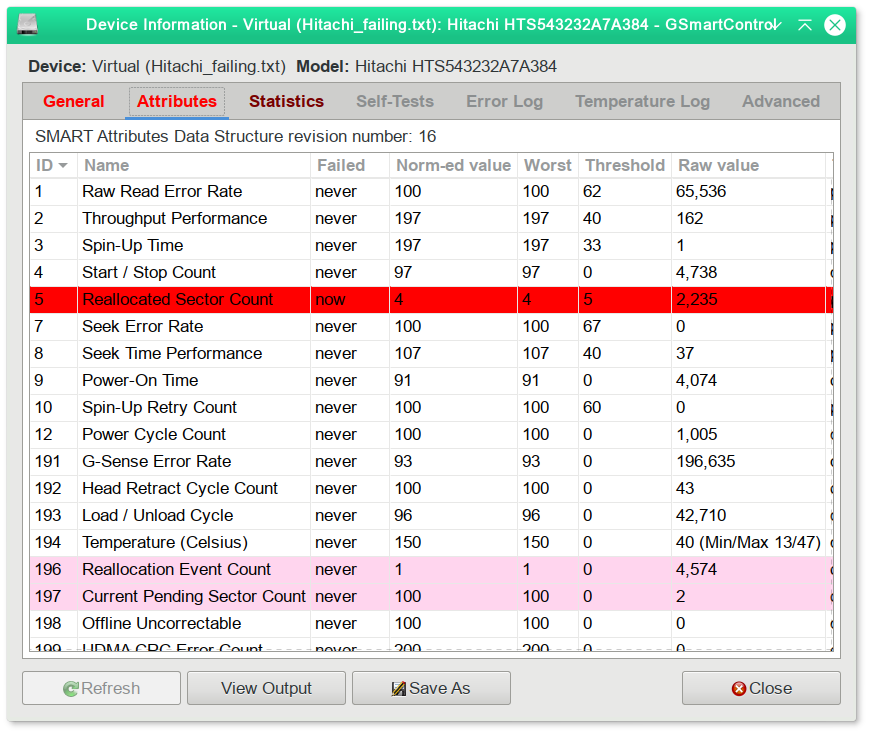 Device Information - Virtual (Hitachi_failing.txt): Hitachi HTS543232A7A384 - GSmartControl
Device: Virtual (Hitachi_failing.txt) Model: Hitachi HTS543232A7A384
General Attributes Statistics Self-Tests Error Log Temperature Log Advanced
SMART Attributes Data Structure revision number: 16
ID Name Failed Norm-ed value Worst Threshold Raw value
1 Raw Read Error Rate never 100 100 62 65,536
2 Throughput Performance never 197 197 40 162
3 Spin-Up Time never 197 197 33 1
4 Start / Stop Count never 97 97 0 4,738
5 Reallocated Sector Count now 4 4 5 2,235
7 Seek Error Rate never 100 100 67 0
8 Seek Time Performance never 107 107 40 37
9 Power-On Time never 91 91 0 4,074
10 Spin-Up Retry Count never 100 100 60 0
12 Power Cycle Count never 100 100 0 1,005
191 G-Sense Error Rate never 93 93 0 196,635
192 Head Retract Cycle Count never 100 100 0 43
193 Load / Unload Cycle never 96 96 0 42,710
194 Temperature (Celsius) never 150 150 0 40 (Min/Max 13/47)
196 Reallocation Event Count never 1 1 0 4,574
197 Current Pending Sector Count never 100 100 0 2
198 Offline Uncorrectable never 100 100 0 0
199 UDMA CRC Error Count never 200 200 0 0
Refresh View Output Save As Close